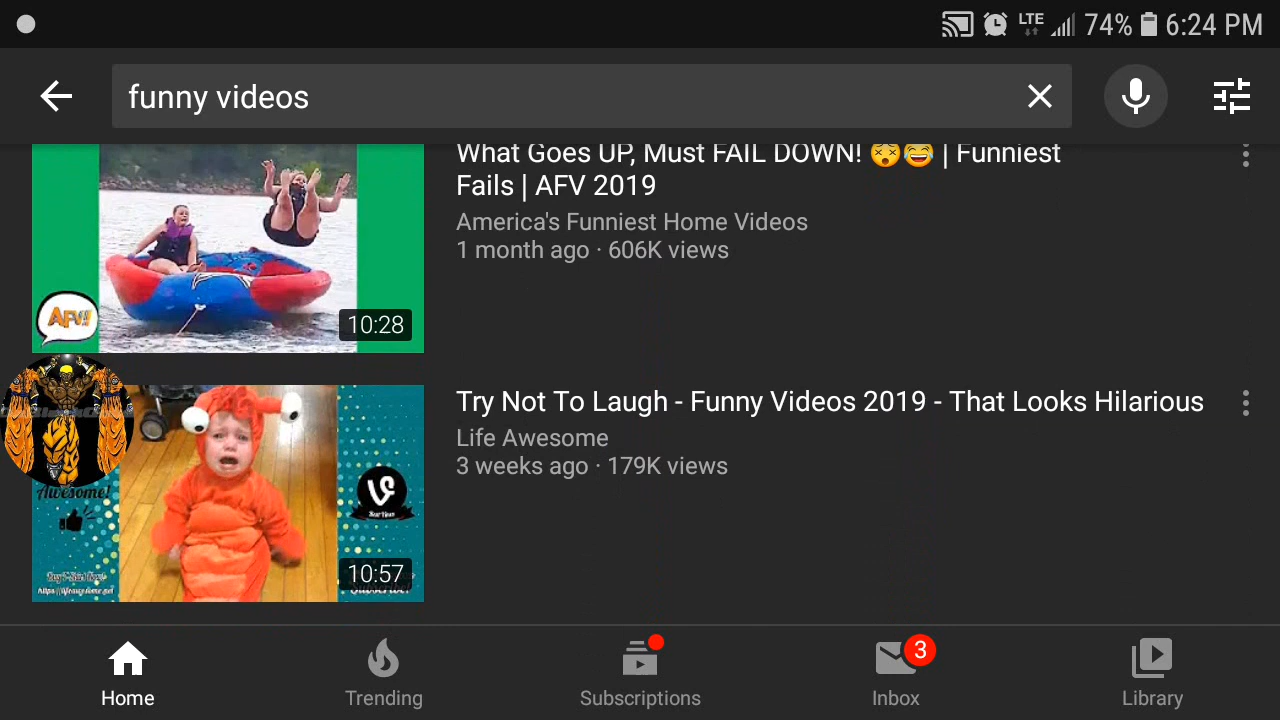 LTE 74% 6:24 PM
funny videos
What Goes UP, Must FAIL DOWN! 😵😂 | Funniest
Fails | AFV 2019
America's Funniest Home Videos
1 month ago · 606K views
AFV!
10:28
Try Not To Laugh - Funny Videos 2019 - That Looks Hilarious
Life Awesome
3 weeks ago · 179K views
Awesome!
10:57
Subscribe!
3
Home Trending Subscriptions Inbox Library